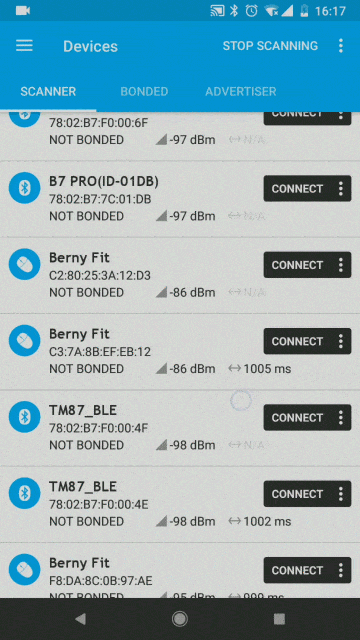 16:17
Devices
STOP SCANNING
SCANNER
BONDED
ADVERTISER
CONNECT
78:02:B7:F0:00:6F
NOT BONDED -97 dBm N/A
B7 PRO(ID-01DB)
CONNECT
78:02:B7:7C:01:DB
NOT BONDED -97 dBm N/A
Berny Fit
CONNECT
C2:80:25:3A:12:D3
NOT BONDED -86 dBm N/A
Berny Fit
CONNECT
C3:7A:8B:EF:EB:12
NOT BONDED -86 dBm 1005 ms
TM87_BLE
CONNECT
78:02:B7:F0:00:4F
NOT BONDED -98 dBm N/A
TM87_BLE
CONNECT
78:02:B7:F0:00:4E
NOT BONDED -98 dBm 1002 ms
Berny Fit
CONNECT
F8:DA:8C:0B:97:AE
NOT BONDED -95 dBm 999 ms